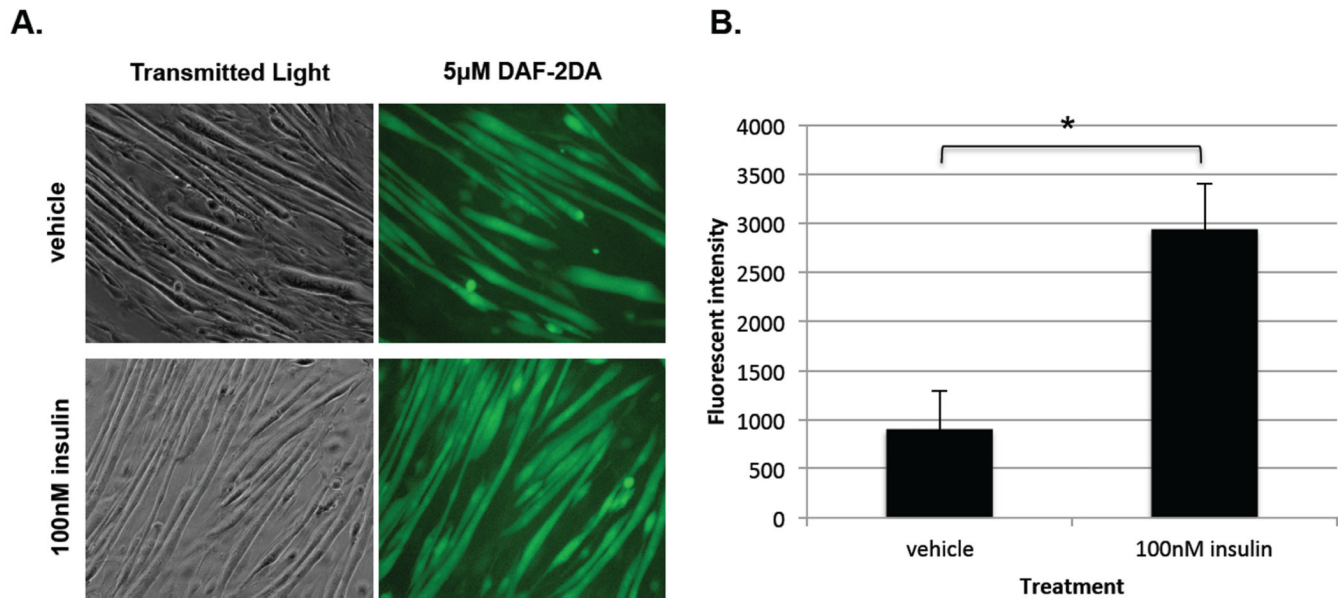 A.
Transmitted Light
5µM DAF-2DA
vehicle
100nM insulin
B.
*
4000
3500
3000
2500
2000
1500
1000
500
0
Fluorescent intensity
vehicle
100nM insulin
Treatment